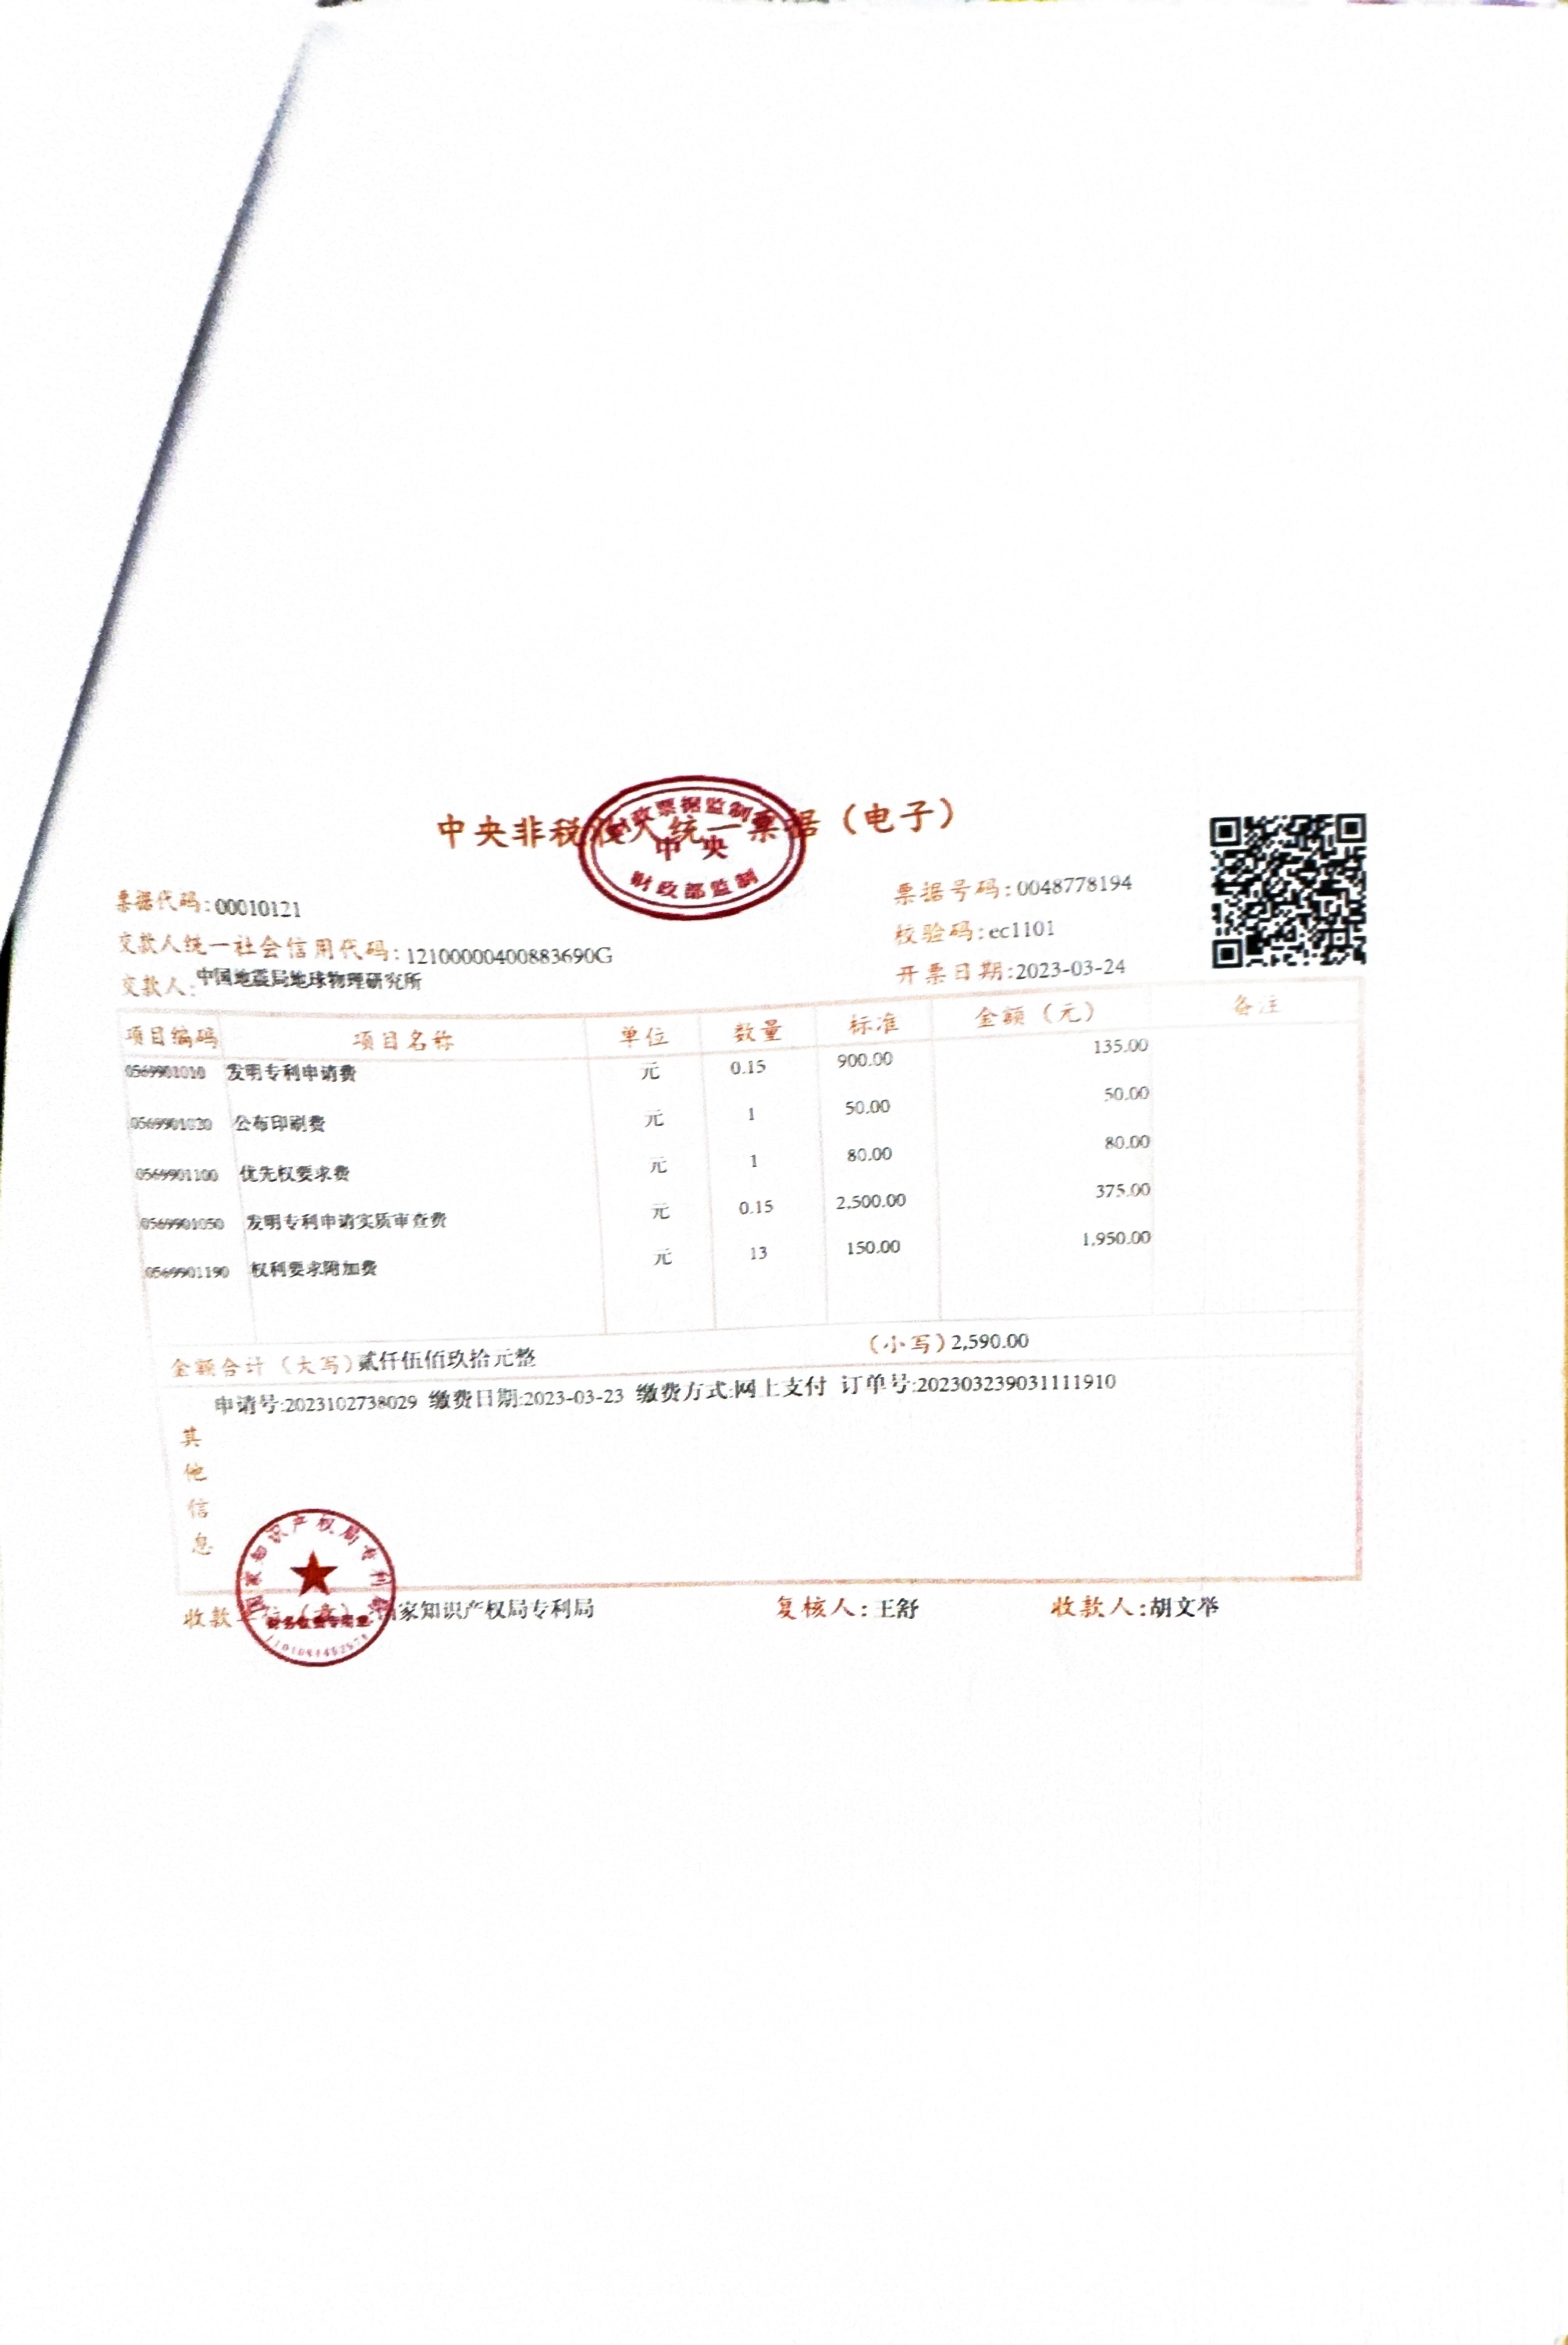 中央非税收入统一票据（电子）
财政票据监制
中央
财政部监制
票据代码:00010121
票据号码:0048778194
交款人统一社会信用代码:12100000400883690G
校验码:ec1101
交款人:中国地震局地球物理研究所
开票日期:2023-03-24
项目编码 项目名称 单位 数量 标准 金额（元） 备注
0569901010 发明专利申请费 元 0.15 900.00 135.00
0569901020 公布印刷费 元 1 50.00 50.00
0569901100 优先权要求费 元 1 80.00 80.00
0569901050 发明专利申请实质审查费 元 0.15 2,500.00 375.00
0569901190 权利要求附加费 元 13 150.00 1,950.00
金额合计（大写）贰仟伍佰玖拾元整 （小写）2,590.00
申请号:2023102738029 缴费日期:2023-03-23 缴费方式:网上支付 订单号:202303239031111910
其他信息
国家知识产权局专利局
收款单位（章） 国家知识产权局专利局 复核人:王舒 收款人:胡文举